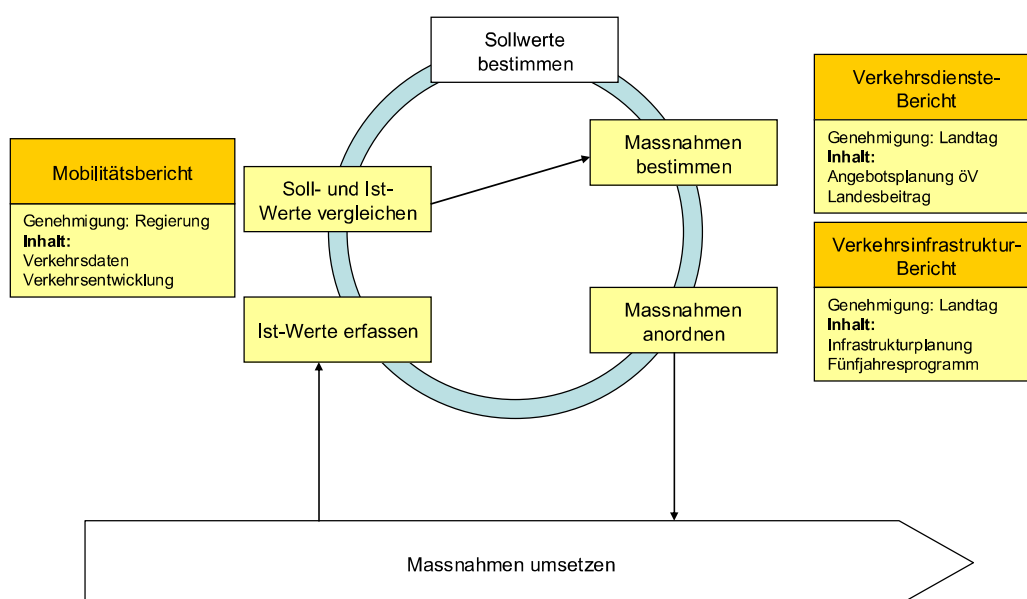 Sollwerte
bestimmen
Mobilitätsbericht
Genehmigung: Regierung
Inhalt:
Verkehrsdaten
Verkehrsentwicklung
Soll- und Ist-
Werte vergleichen
Ist-Werte erfassen
Massnahmen
bestimmen
Massnahmen
anordnen
Verkehrsdienste-
Bericht
Genehmigung: Landtag
Inhalt:
Angebotsplanung öV
Landesbeitrag
Verkehrsinfrastruktur-
Bericht
Genehmigung: Landtag
Inhalt:
Infrastrukturplanung
Fünfjahresprogramm
Massnahmen umsetzen